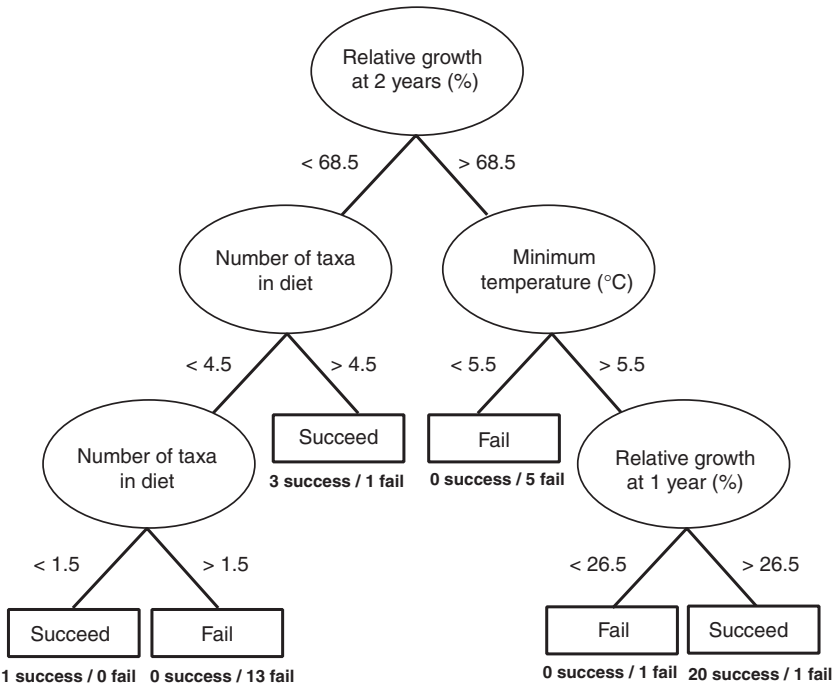 Relative growth
at 2 years (%)
< 68.5
> 68.5
Number of taxa
in diet
Minimum
temperature (°C)
< 4.5
> 4.5
< 5.5
> 5.5
Number of taxa
in diet
Succeed
3 success / 1 fail
Fail
0 success / 5 fail
Relative growth
at 1 year (%)
< 1.5
> 1.5
< 26.5
> 26.5
Succeed
1 success / 0 fail
Fail
0 success / 13 fail
Fail
0 success / 1 fail
Succeed
20 success / 1 fail